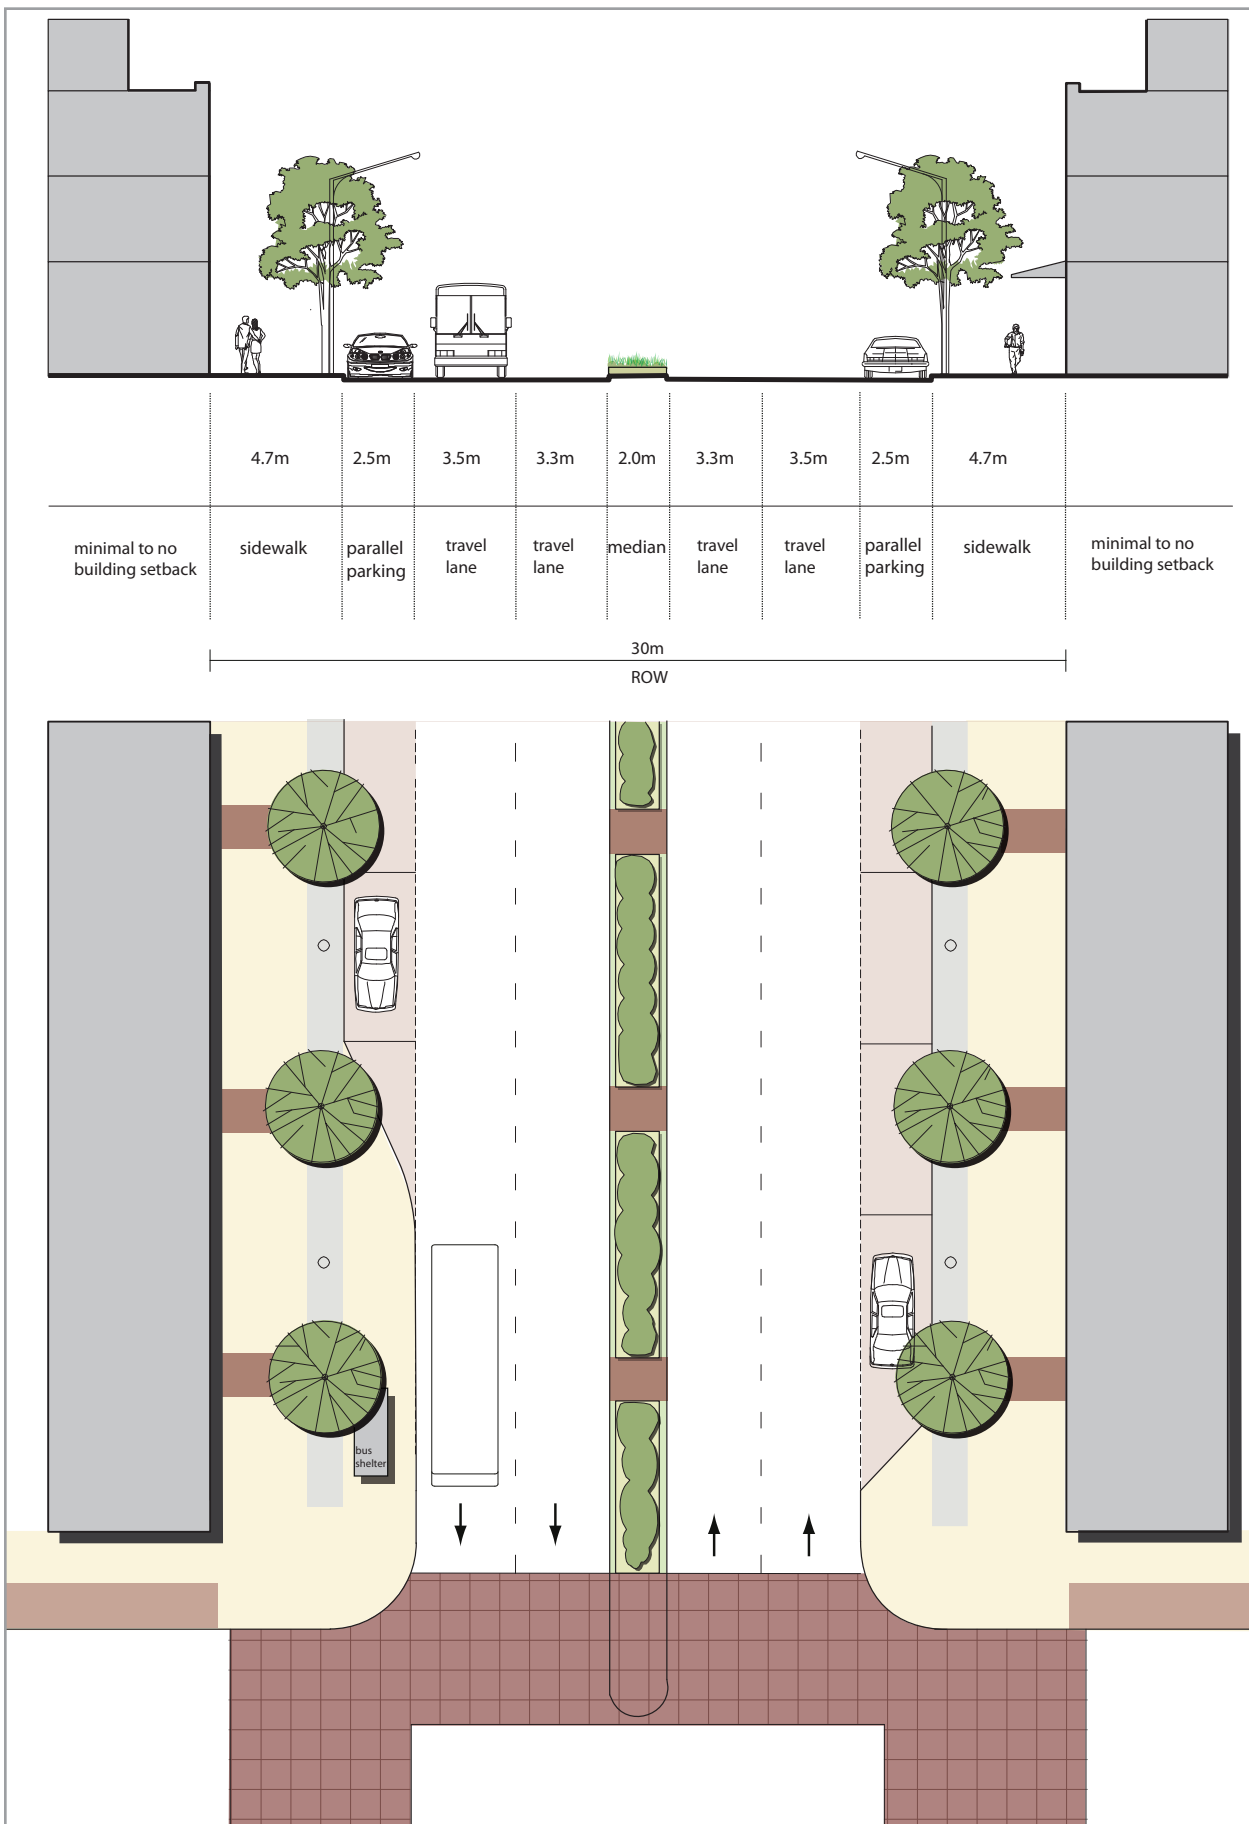 4.7m 2.5m 3.5m 3.3m 2.0m 3.3m 3.5m 2.5m 4.7m
minimal to no
building setback
sidewalk
parallel
parking
travel
lane
travel
lane
median
travel
lane
travel
lane
parallel
parking
sidewalk
minimal to no
building setback
30m
ROW
bus
shelter